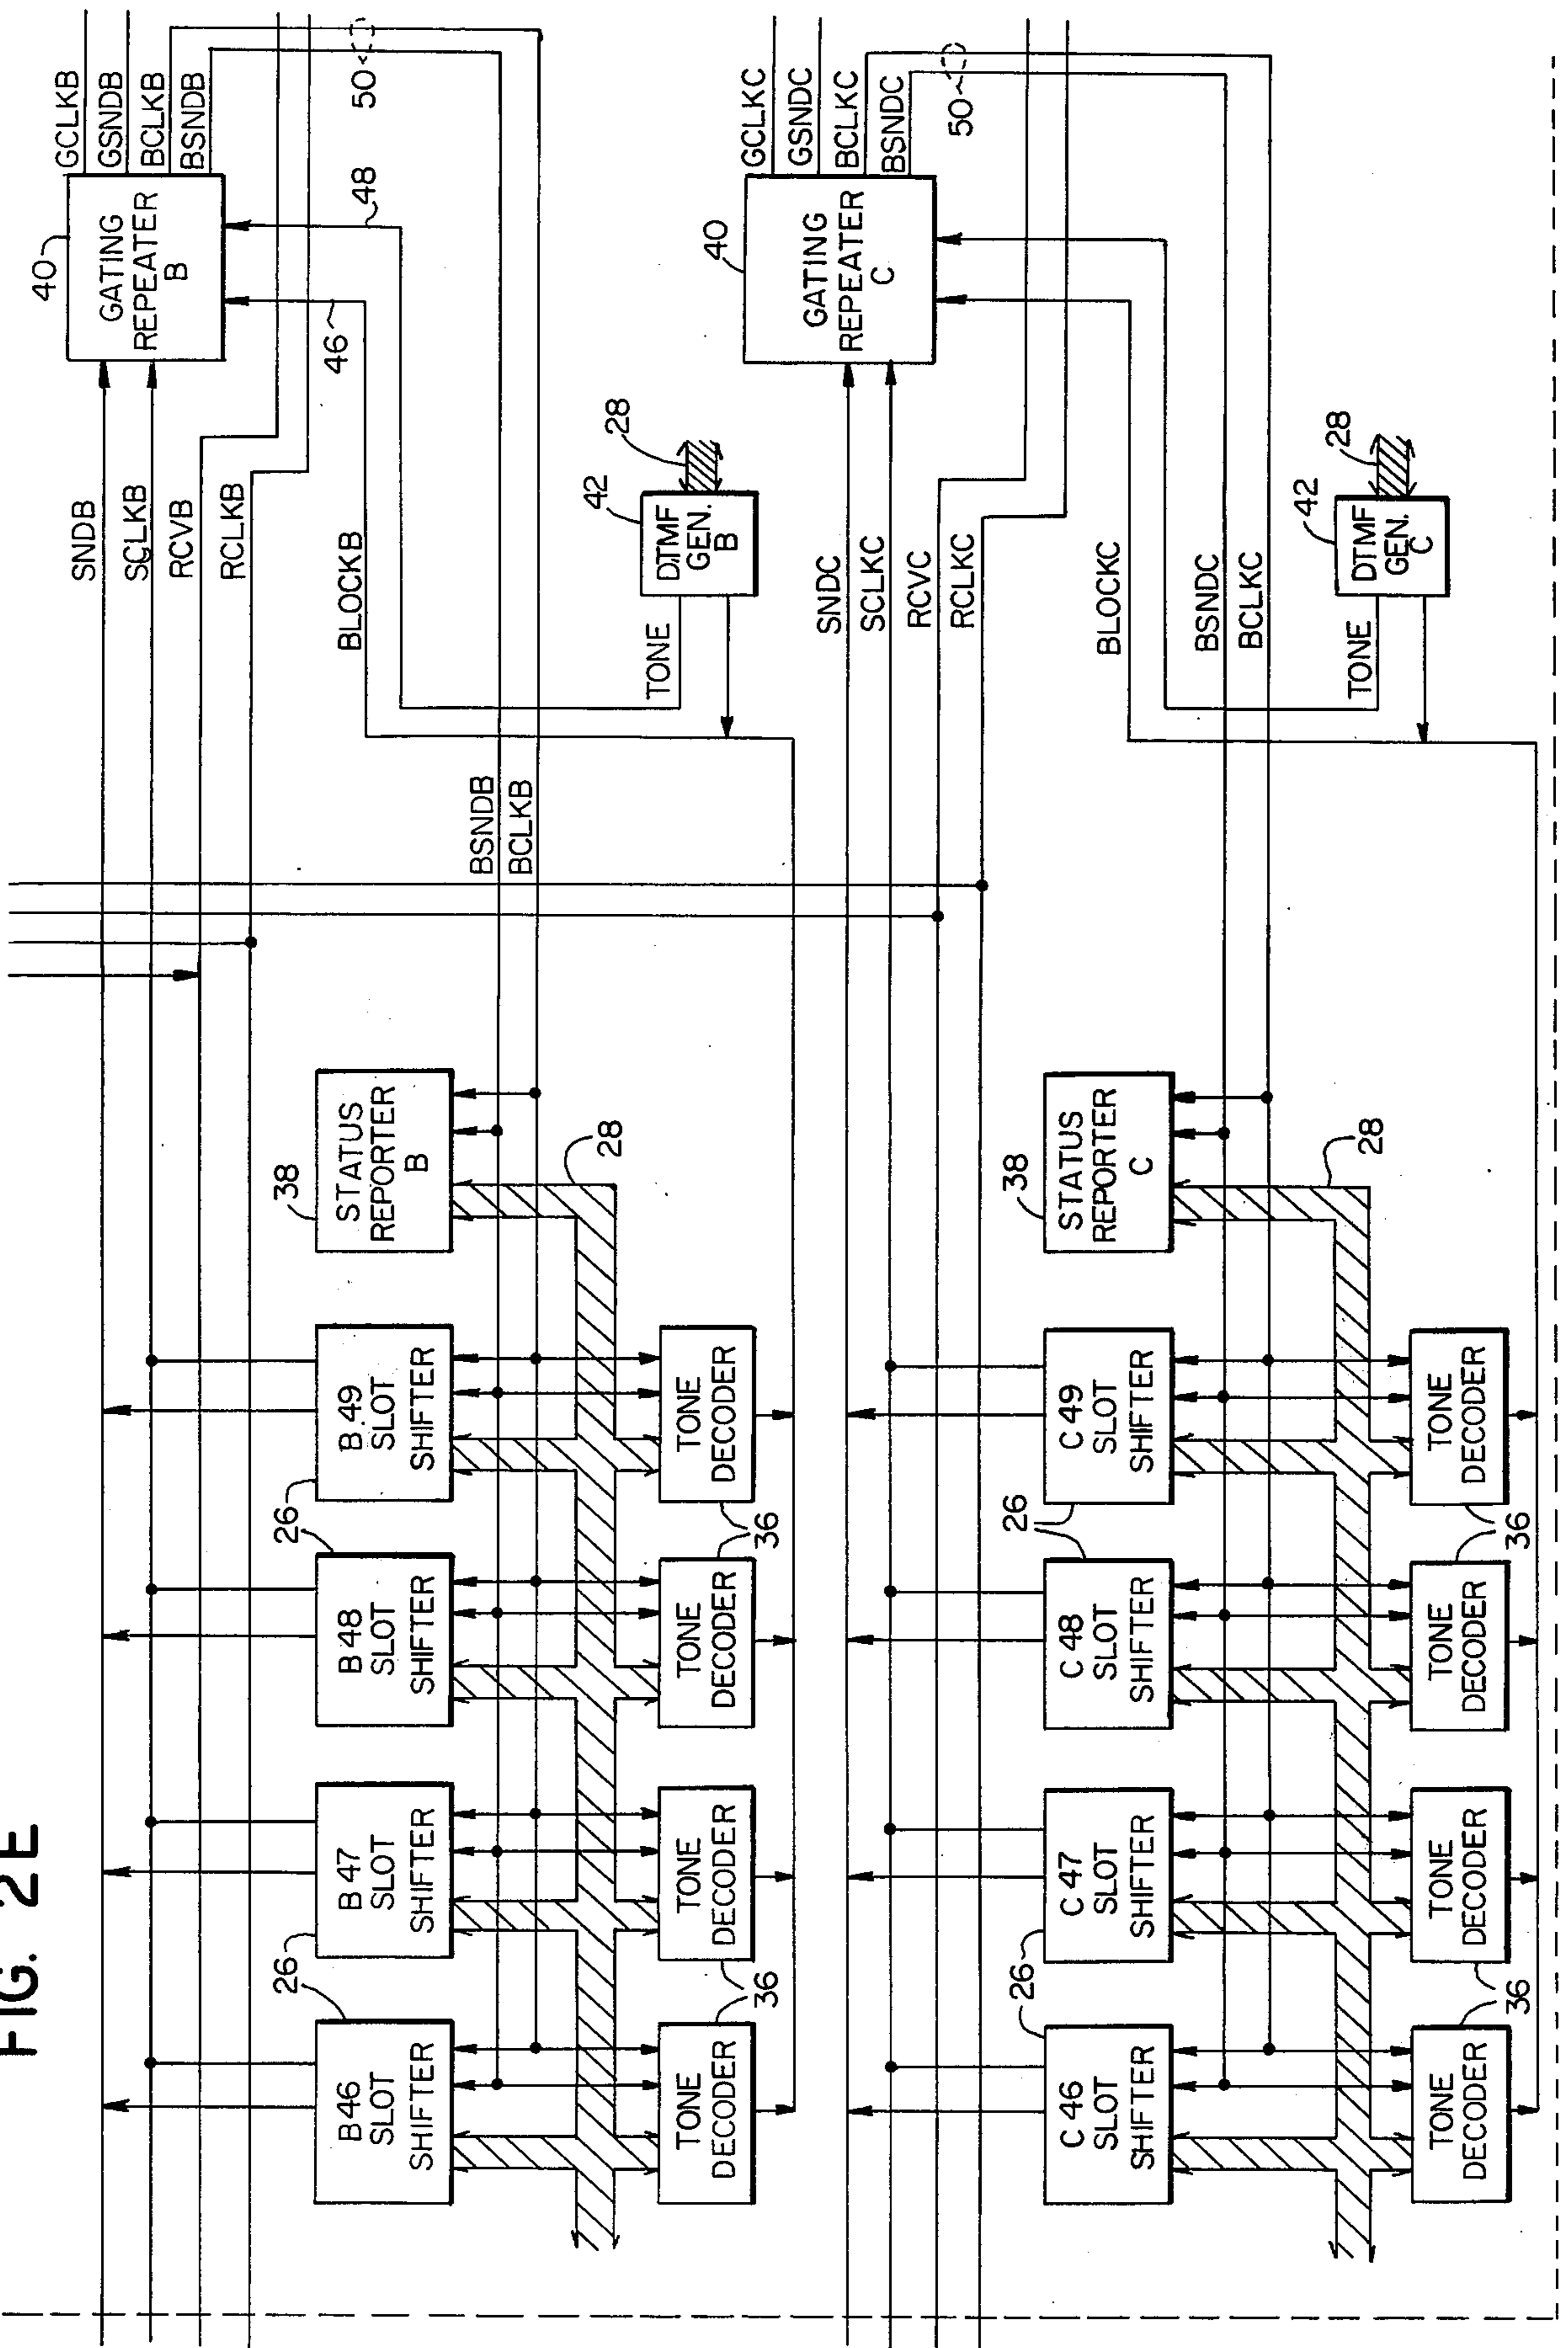 FIG. 2E
40
GATING
REPEATER
B
GCLKB
GSNDB
BCLKB
BSNDB
50
48
46
SNDB
SCLKB
RCVB
RCLKB
BLOCKB
28
42
DTMF
GEN.
B
TONE
BSNDB
BCLKB
38
STATUS
REPORTER
B
28
26
B 46
SLOT
SHIFTER
26
B 47
SLOT
SHIFTER
B 48
SLOT
SHIFTER
26
B 49
SLOT
SHIFTER
TONE
DECODER
36
TONE
DECODER
TONE
DECODER
36
TONE
DECODER
40
GATING
REPEATER
C
GCLKC
GSNDC
BCLKC
BSNDC
50
SNDC
SCLKC
RCVC
RCLKC
BLOCKC
BSNDC
BCLKC
28
42
DTMF
GEN.
C
TONE
38
STATUS
REPORTER
C
28
26
C 46
SLOT
SHIFTER
C 47
SLOT
SHIFTER
26
C 48
SLOT
SHIFTER
C 49
SLOT
SHIFTER
TONE
DECODER
36
TONE
DECODER
TONE
DECODER
36
TONE
DECODER